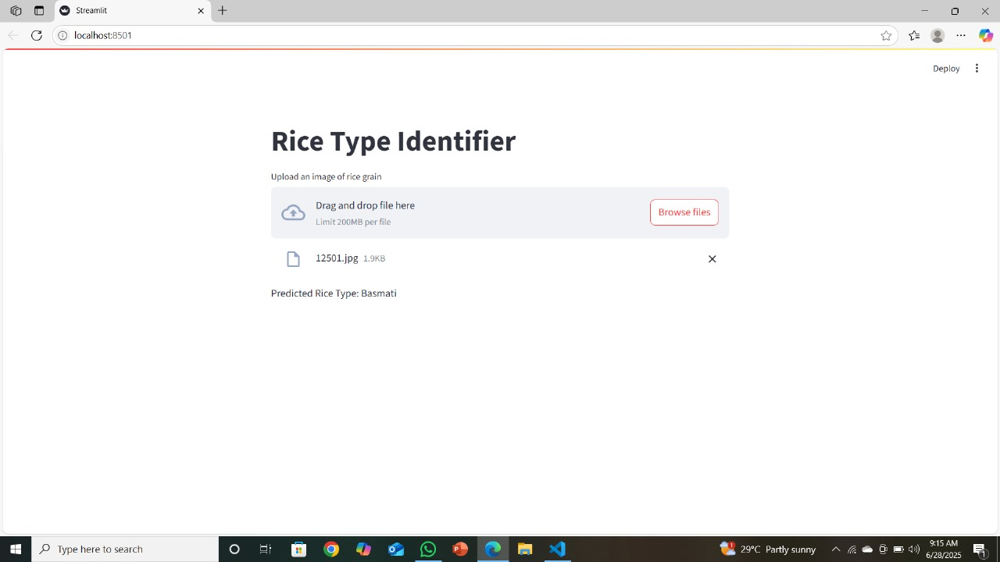 Streamlit
localhost:8501
Deploy
Rice Type Identifier
Upload an image of rice grain
Drag and drop file here
Limit 200MB per file
Browse files
12501.jpg 1.9KB
Predicted Rice Type: Basmati
Type here to search
1
29°C Partly sunny
9:15 AM
6/28/2025
1